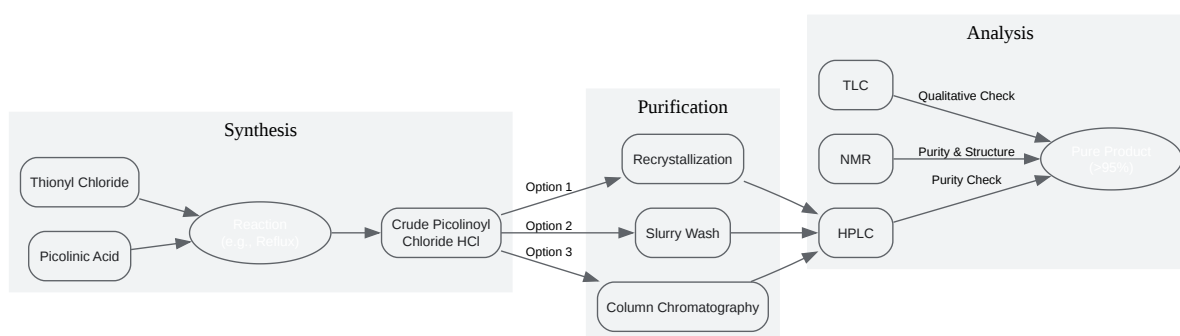 Synthesis
Thionyl Chloride
Picolinic Acid
Reaction
(e.g., Reflux)
Crude Picolinoyl
Chloride HCl
Option 1
Option 2
Option 3
Purification
Recrystallization
Slurry Wash
Column Chromatography
Analysis
TLC
NMR
HPLC
Qualitative Check
Purity & Structure
Purity Check
Pure Product
(>95%)